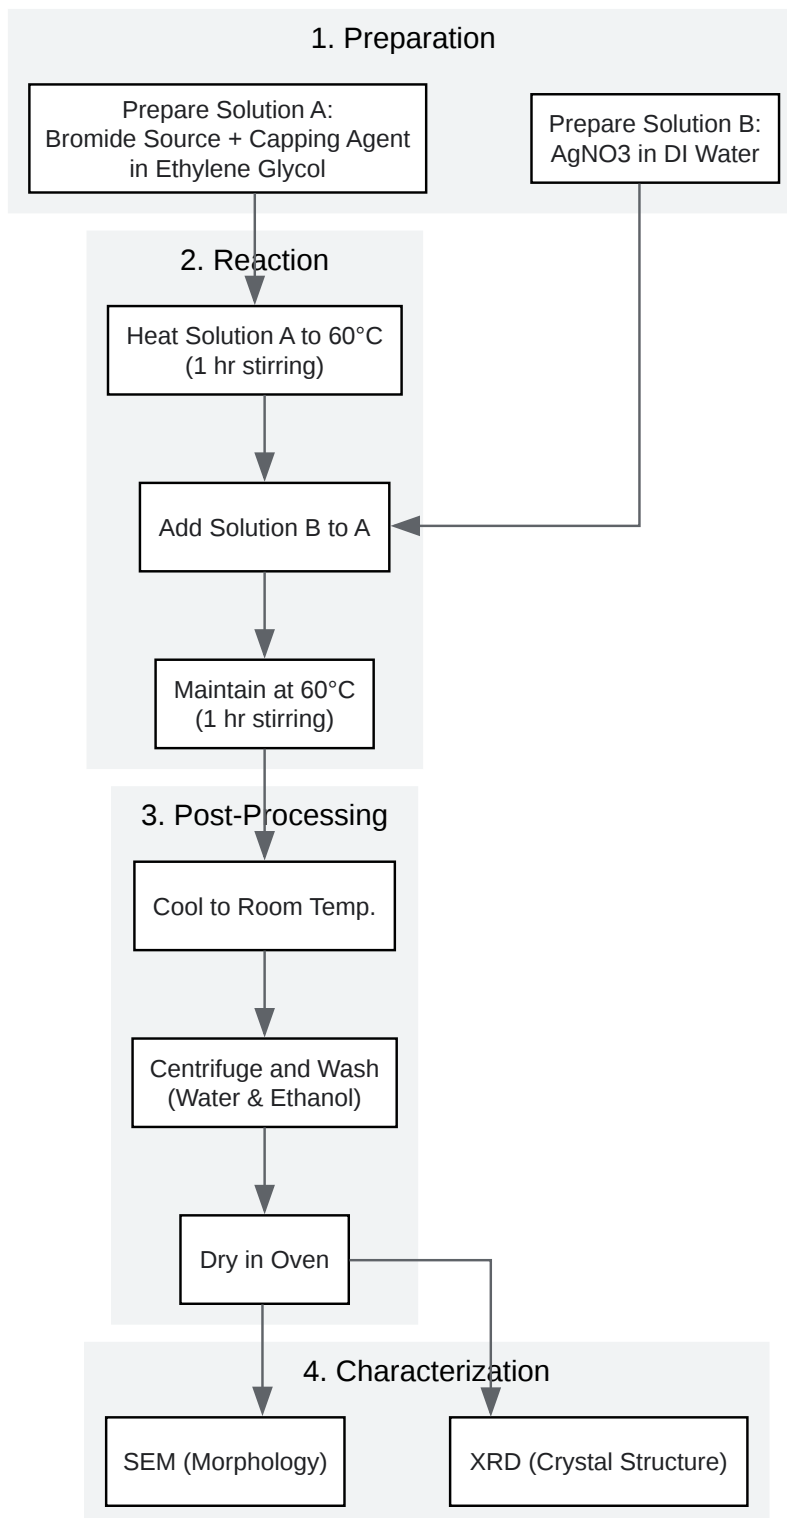 1. Preparation
Prepare Solution A:
Bromide Source + Capping Agent
in Ethylene Glycol
Prepare Solution B:
AgNO3 in DI Water
2. Reaction
Heat Solution A to 60°C
(1 hr stirring)
Add Solution B to A
Maintain at 60°C
(1 hr stirring)
3. Post-Processing
Cool to Room Temp.
Centrifuge and Wash
(Water & Ethanol)
Dry in Oven
4. Characterization
SEM (Morphology)
XRD (Crystal Structure)